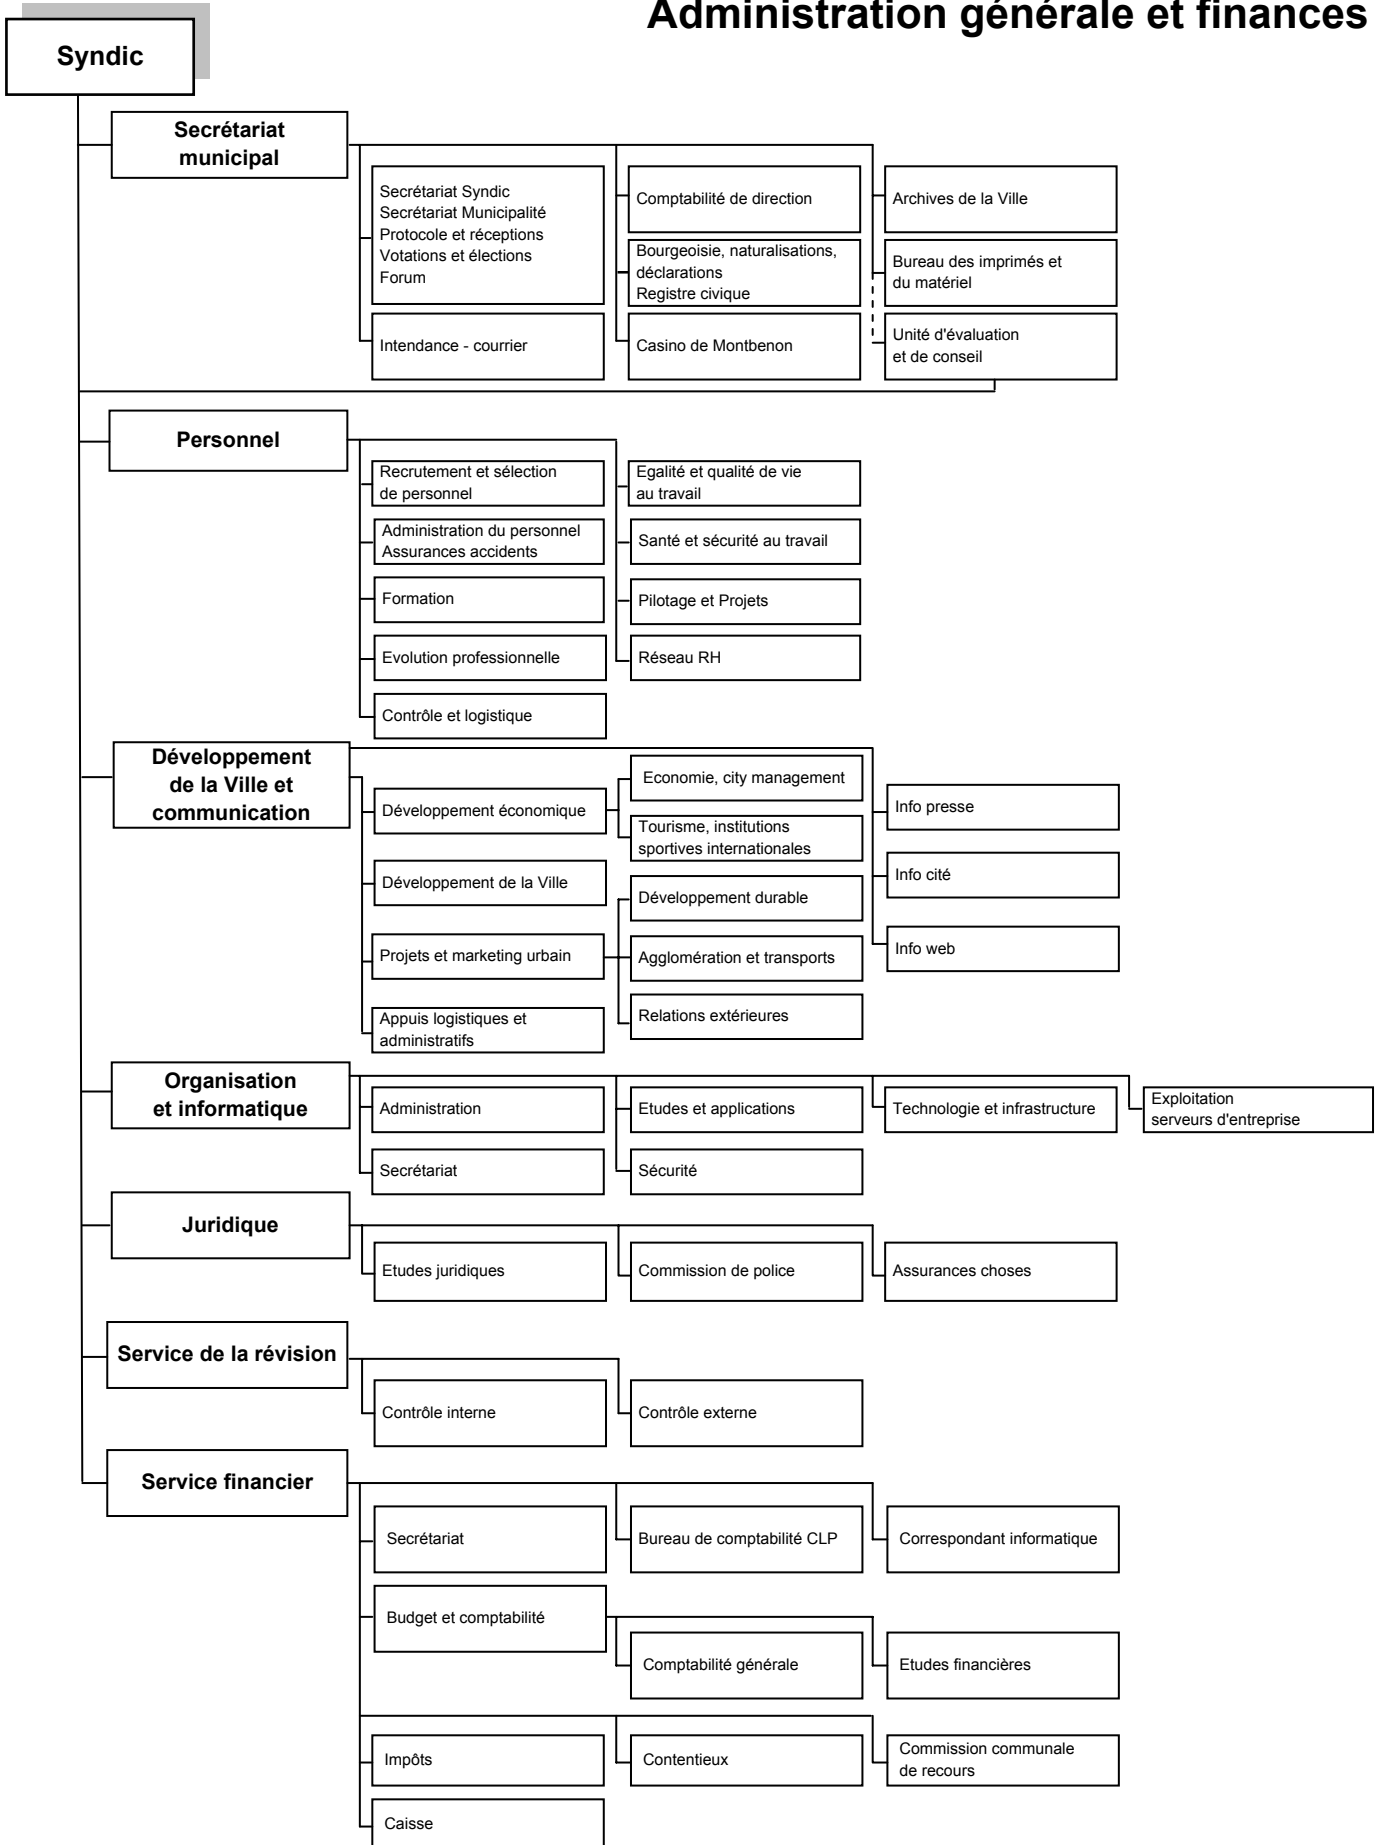 Administration générale et finances
Syndic
Secrétariat
municipal
Secrétariat Syndic
Secrétariat Municipalité
Protocole et réceptions
Votations et élections
Forum
Intendance - courrier
Comptabilité de direction
Bourgeoisie, naturalisations,
déclarations
Registre civique
Casino de Montbenon
Archives de la Ville
Bureau des imprimés et
du matériel
Unité d'évaluation
et de conseil
Personnel
Recrutement et sélection
de personnel
Administration du personnel
Assurances accidents
Formation
Evolution professionnelle
Contrôle et logistique
Egalité et qualité de vie
au travail
Santé et sécurité au travail
Pilotage et Projets
Réseau RH
Développement
de la Ville et
communication
Développement économique
Développement de la Ville
Projets et marketing urbain
Appuis logistiques et
administratifs
Economie, city management
Tourisme, institutions
sportives internationales
Développement durable
Agglomération et transports
Relations extérieures
Info presse
Info cité
Info web
Organisation
et informatique
Administration
Secrétariat
Etudes et applications
Sécurité
Technologie et infrastructure
Exploitation
serveurs d'entreprise
Juridique
Etudes juridiques
Commission de police
Assurances choses
Service de la révision
Contrôle interne
Contrôle externe
Service financier
Secrétariat
Bureau de comptabilité CLP
Correspondant informatique
Budget et comptabilité
Comptabilité générale
Etudes financières
Impôts
Contentieux
Commission communale
de recours
Caisse